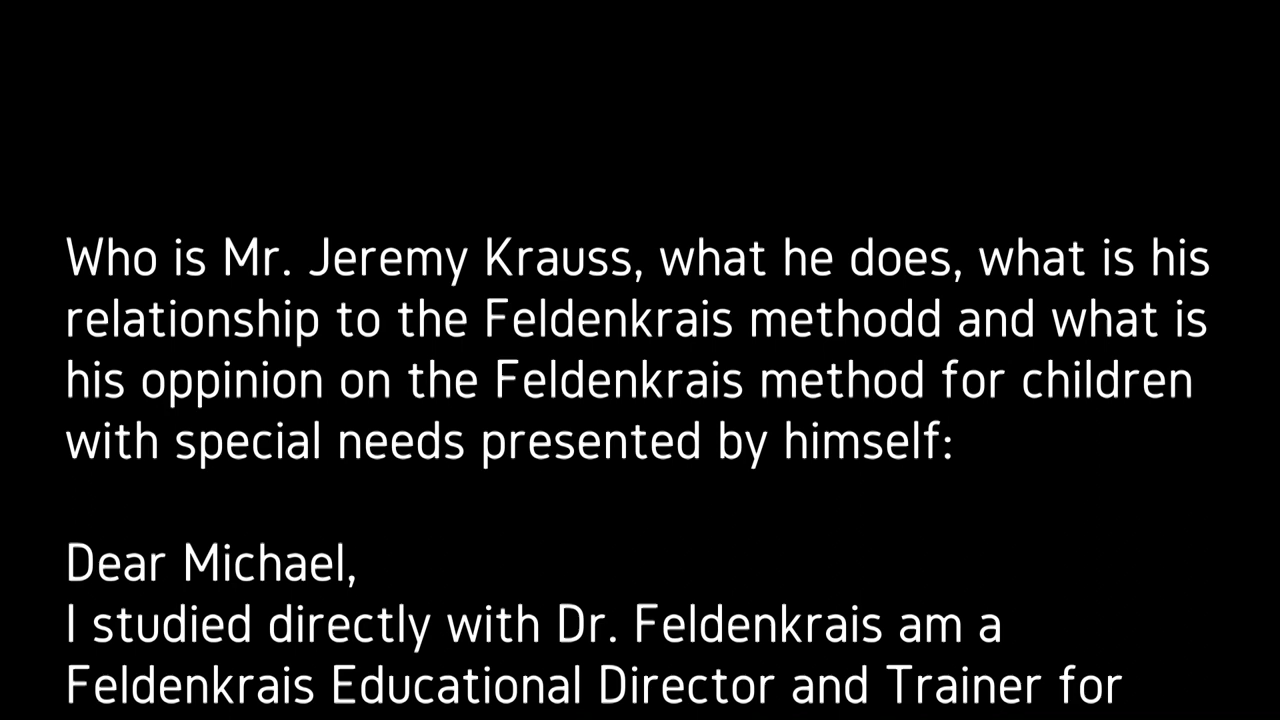 Who is Mr. Jeremy Krauss, what he does, what is his
relationship to the Feldenkrais methodd and what is
his oppinion on the Feldenkrais method for children
with special needs presented by himself:
Dear Michael,
I studied directly with Dr. Feldenkrais am a
Feldenkrais Educational Director and Trainer for